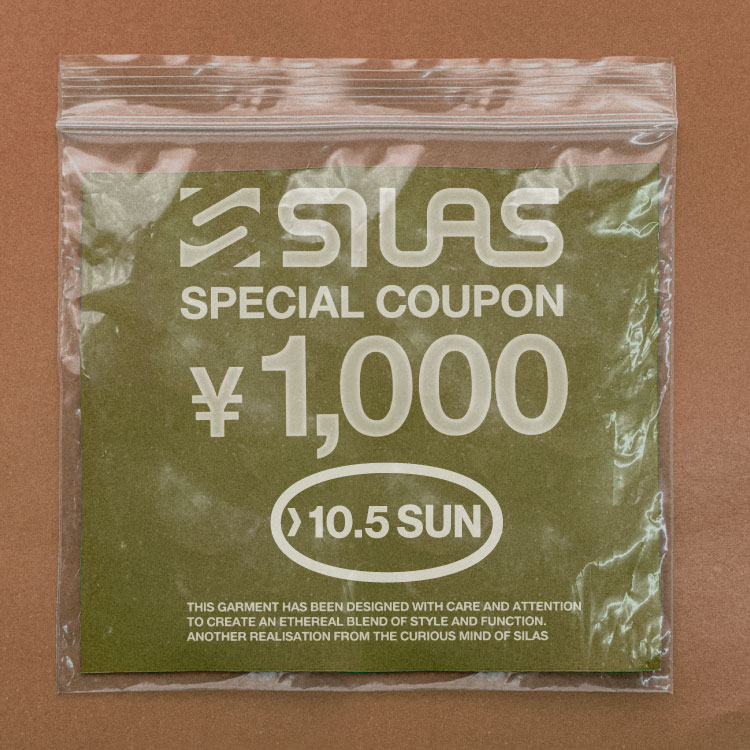 SILAS
SPECIAL COUPON
¥1,000
❯10.5 SUN
THIS GARMENT HAS BEEN DESIGNED WITH CARE AND ATTENTION
TO CREATE AN ETHEREAL BLEND OF STYLE AND FUNCTION.
ANOTHER REALISATION FROM THE CURIOUS MIND OF SILAS